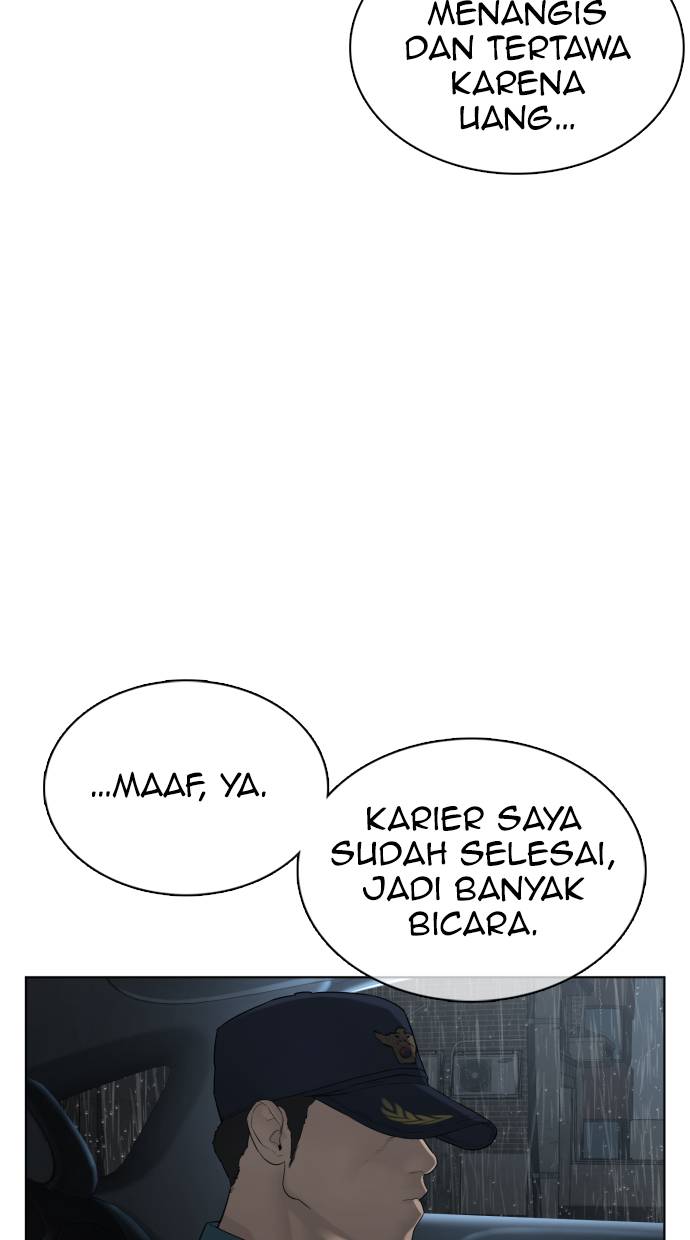 MENANGIS
DAN TERTAWA
KARENA
UANG...
...MAAF, YA.
KARIER SAYA
SUDAH SELESAI,
JADI BANYAK
BICARA.